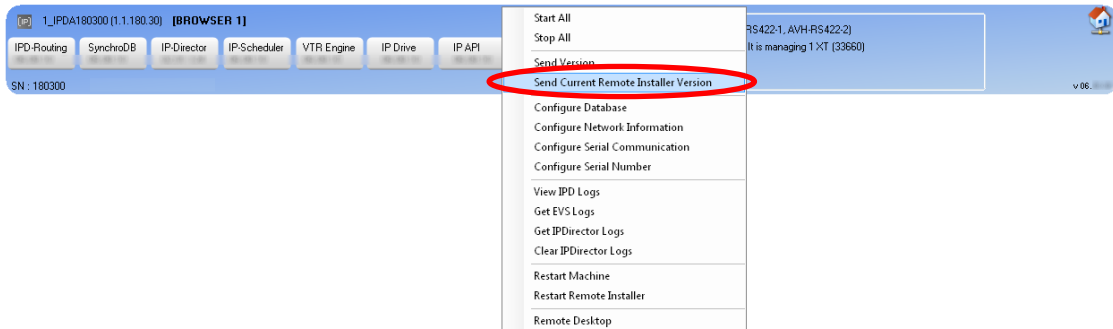 1_IPDA180300 (1.1.180.30) [BROWSER 1]
IPD-Routing SynchroDB IP-Director IP-Scheduler VTR Engine IP Drive IP API
SN : 180300
Start All
Stop All
Send Version
Send Current Remote Installer Version
Configure Database
Configure Network Information
Configure Serial Communication
Configure Serial Number
View IPD Logs
Get EVS Logs
Get IPDirector Logs
Clear IPDirector Logs
Restart Machine
Restart Remote Installer
Remote Desktop
RS422-1, AVH-RS422-2)
It is managing 1 XT (33660)
v 06.